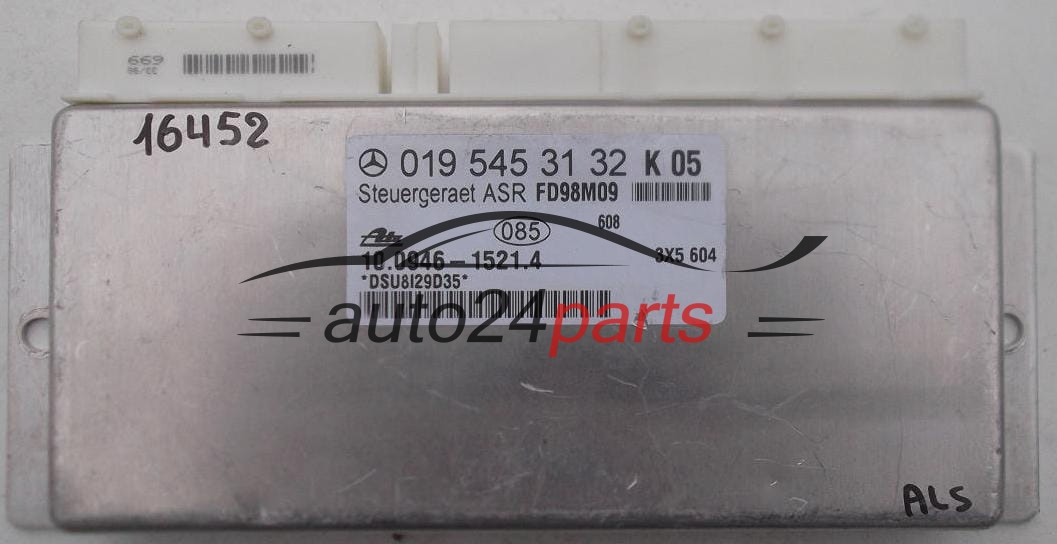 669
16452
019 545 31 32 K 05
Steuergeraet ASR FD98M09
Ate 085 608
10.0946-1521.4 3X5 604
*DSU8I29D35*
auto24parts
ALS